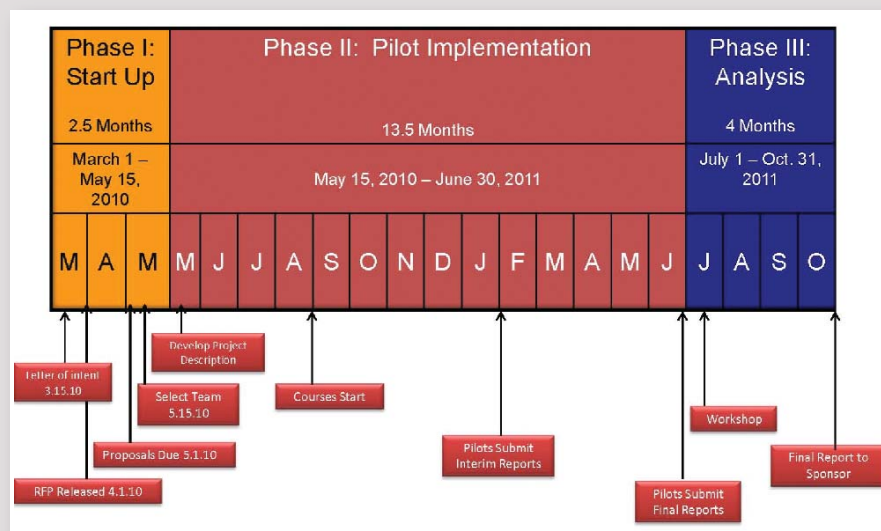 Phase I:
Start Up
2.5 Months
March 1 –
May 15,
2010
Phase II: Pilot Implementation
13.5 Months
May 15, 2010 – June 30, 2011
Phase III:
Analysis
4 Months
July 1 – Oct. 31,
2011
M A M M J J A S O N D J F M A M J J A S O
Letter of intent
3.15.10
RFP Released 4.1.10
Proposals Due 5.1.10
Select Team
5.15.10
Develop Project
Description
Courses Start
Pilots Submit
Interim Reports
Pilots Submit
Final Reports
Workshop
Final Report to
Sponsor